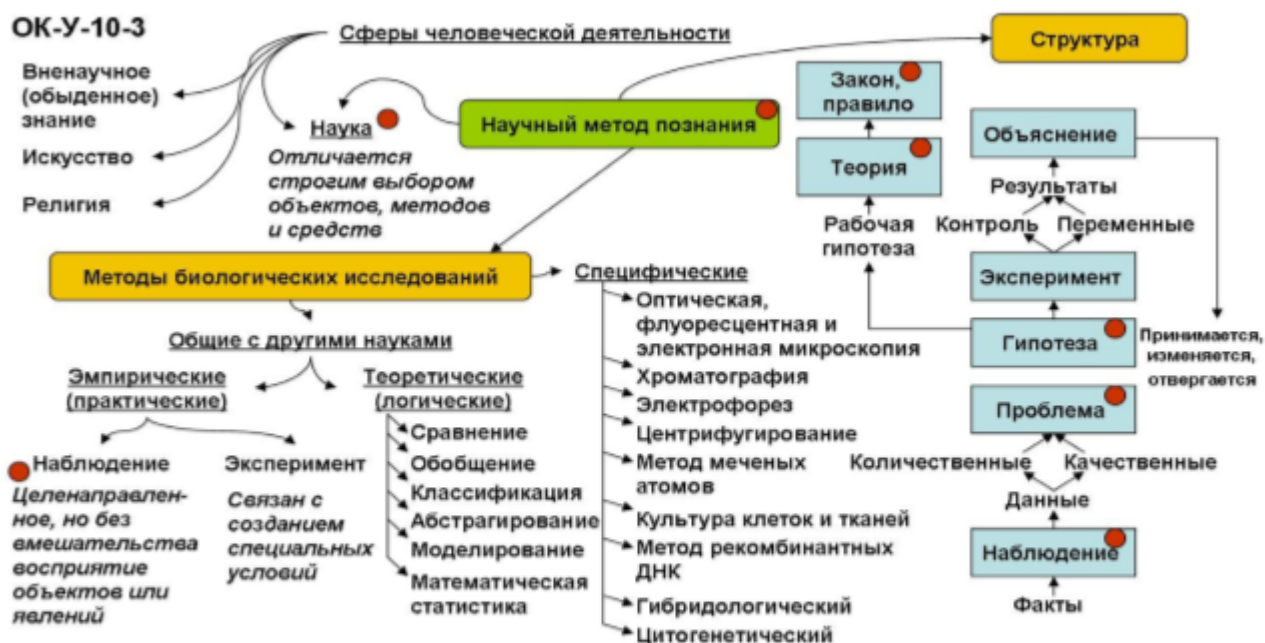 ОК-У-10-3
Сферы человеческой деятельности
Структура
Вненаучное
(обыденное)
знание
Искусство
Религия
Наука
Отличается
строгим выбором
объектов, методов
и средств
Научный метод познания
Закон,
правило
Теория
Рабочая
гипотеза
Объяснение
Результаты
Контроль
Переменные
Эксперимент
Гипотеза
Принимается,
изменяется,
отвергается
Проблема
Количественные
Качественные
Данные
Наблюдение
Факты
Методы биологических исследований
Общие с другими науками
Эмпирические
(практические)
Наблюдение
Целенаправлен-
ное, но без
вмешательства
восприятие
объектов или
явлений
Эксперимент
Связан с
созданием
специальных
условий
Теоретические
(логические)
Сравнение
Обобщение
Классификация
Абстрагирование
Моделирование
Математическая
статистика
Специфические
Оптическая,
флуоресцентная и
электронная микроскопия
Хроматография
Электрофорез
Центрифугирование
Метод меченых
атомов
Культура клеток и тканей
Метод рекомбинантных
ДНК
Гибридологический
Цитогенетический